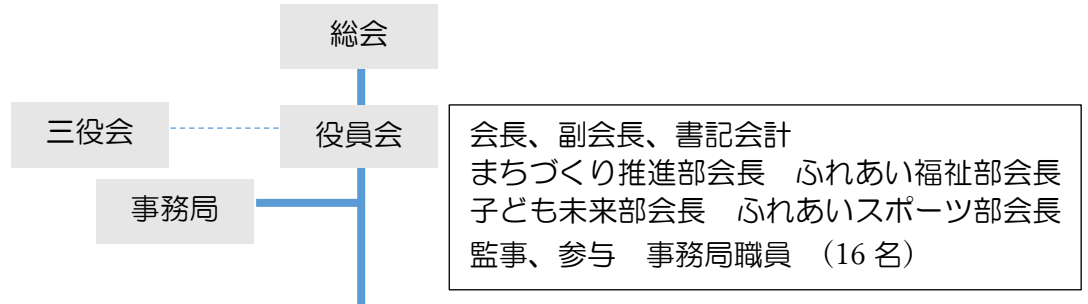 総会
三役会
役員会
事務局
会長、副会長、書記会計
まちづくり推進部会長　ふれあい福祉部会長
子ども未来部会長　ふれあいスポーツ部会長
監事、参与　事務局職員　（16 名）